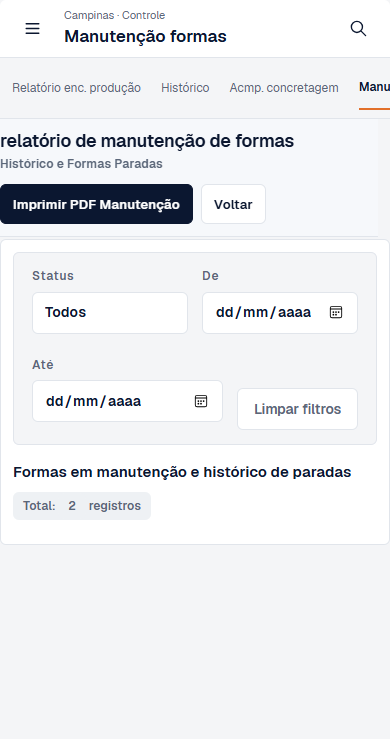 Campinas · Controle
Manutenção formas
Relatório enc. produção Histórico Acmp. concretagem Manu
relatório de manutenção de formas
Histórico e Formas Paradas
Imprimir PDF Manutenção Voltar
Status De
Todos dd/mm/aaaa
Até
dd/mm/aaaa Limpar filtros
Formas em manutenção e histórico de paradas
Total: 2 registros